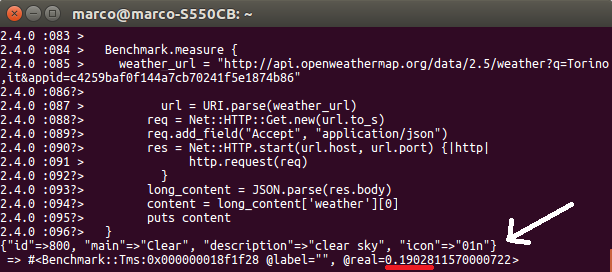 marco@marco-S550CB: ~
2.4.0 :083 >
2.4.0 :084 >   Benchmark.measure {
2.4.0 :085 >     weather_url = "http://api.openweathermap.org/data/2.5/weather?q=Torino
,it&appid=c4259baf0f144a7cb70241f5e1874b86"
2.4.0 :086?>
2.4.0 :087 >           url = URI.parse(weather_url)
2.4.0 :088?>         req = Net::HTTP::Get.new(url.to_s)
2.4.0 :089?>         req.add_field("Accept", "application/json")
2.4.0 :090?>         res = Net::HTTP.start(url.host, url.port) {|http|
2.4.0 :091 >               http.request(req)
2.4.0 :092?>           }
2.4.0 :093?>         long_content = JSON.parse(res.body)
2.4.0 :094?>         content = long_content['weather'][0]
2.4.0 :095?>         puts content
2.4.0 :096?>   }
{"id"=>800, "main"=>"Clear", "description"=>"clear sky", "icon"=>"01n"}
 => #<Benchmark::Tms:0x000000018f1f28 @label="", @real=0.1902811570000722>